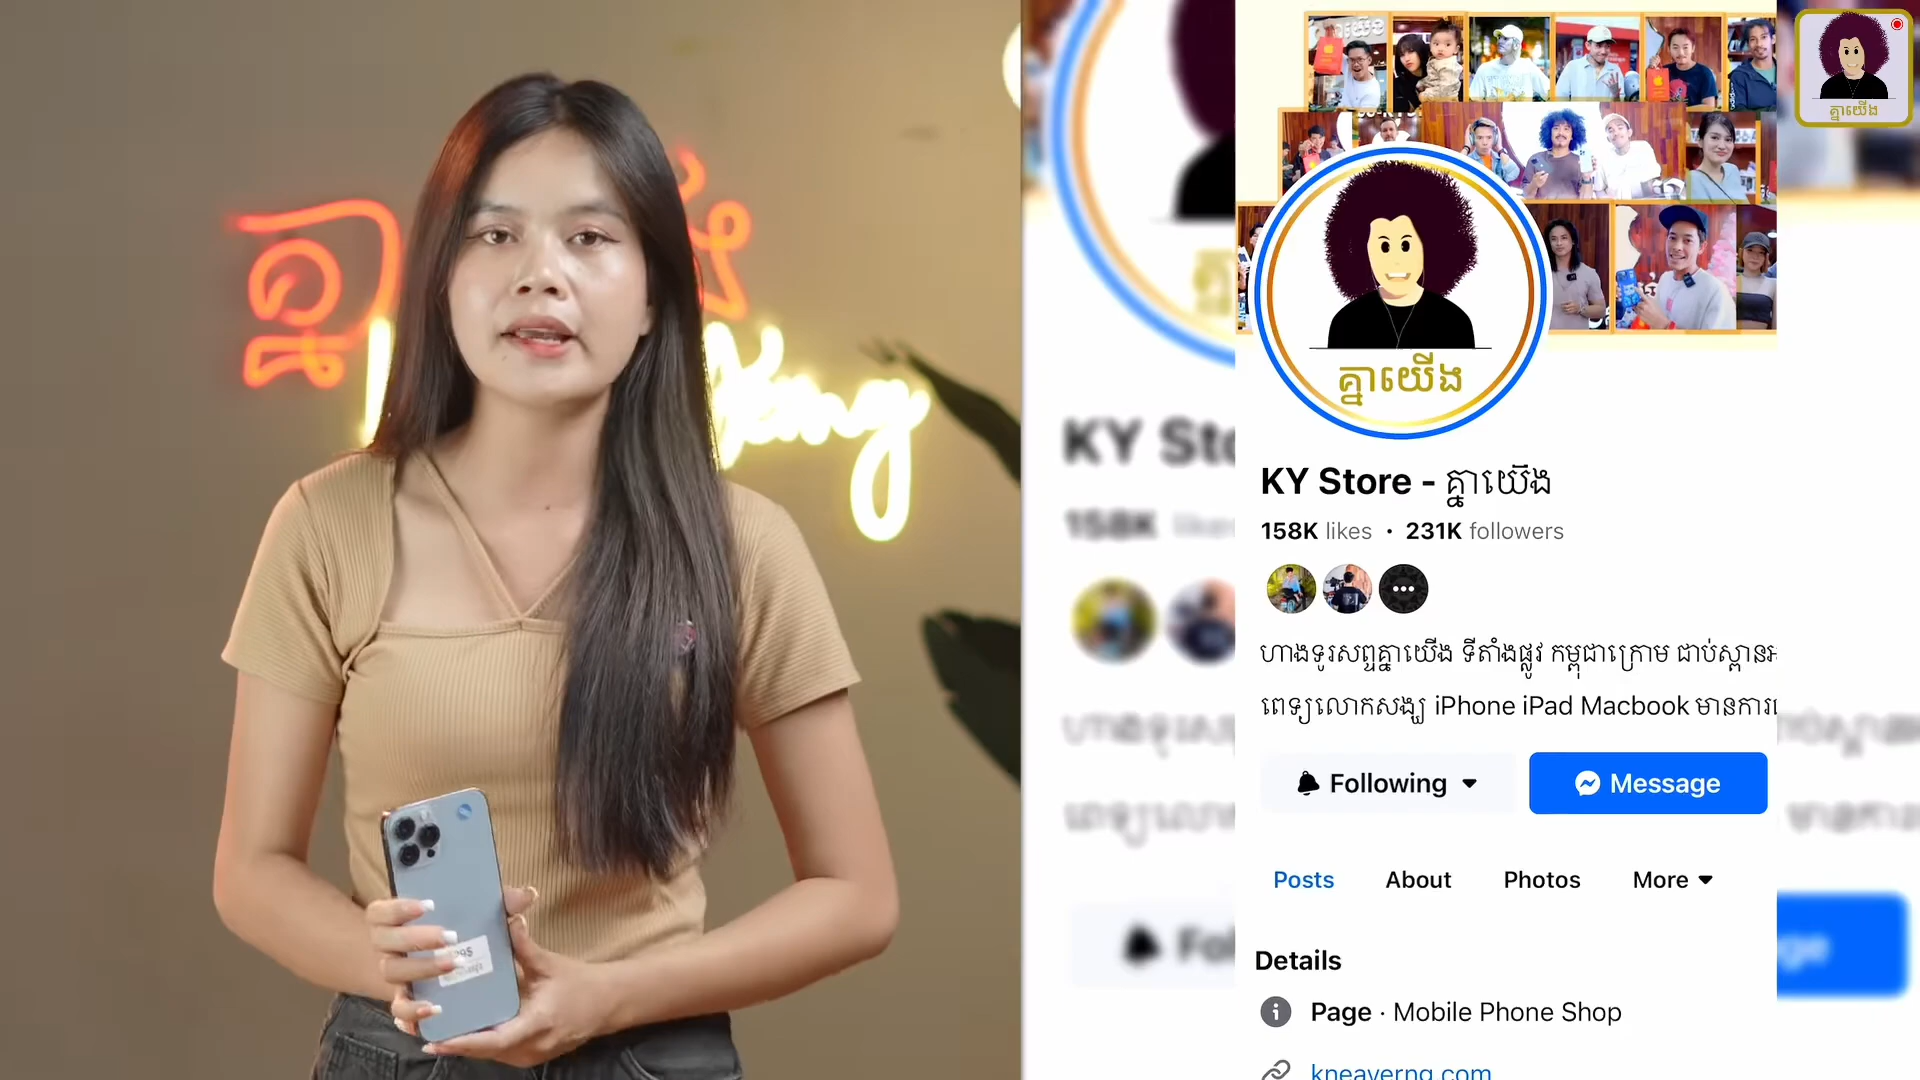 គ្នាយើង
គ្នាយើង
KY Store - គ្នាយើង
158K likes · 231K followers
ហាងទូរសព្ទគ្នាយើង ទីតាំងផ្លូវ កម្ពុជាក្រោម ជាប់ស្ពាន
ពេទ្យលោកសង្ឃ iPhone iPad Macbook មានការ
Following
Message
Posts
About
Photos
More
Details
Page · Mobile Phone Shop
kneayerng.com